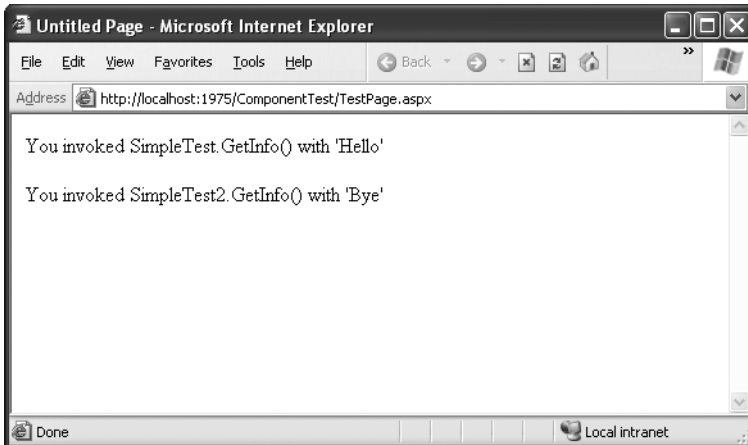 Untitled Page - Microsoft Internet Explorer
File Edit View Favorites Tools Help Back »
Address http://localhost:1975/ComponentTest/TestPage.aspx
You invoked SimpleTest.GetInfo() with 'Hello'
You invoked SimpleTest2.GetInfo() with 'Bye'
Done Local intranet